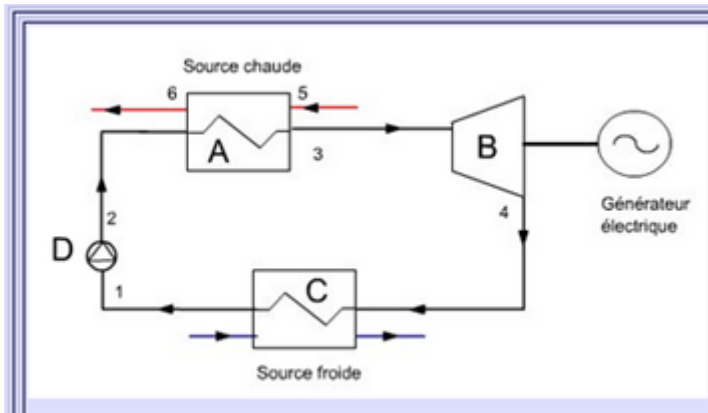 Source chaude
6
5
A
3
B
Générateur
électrique
4
2
D
1
C
Source froide